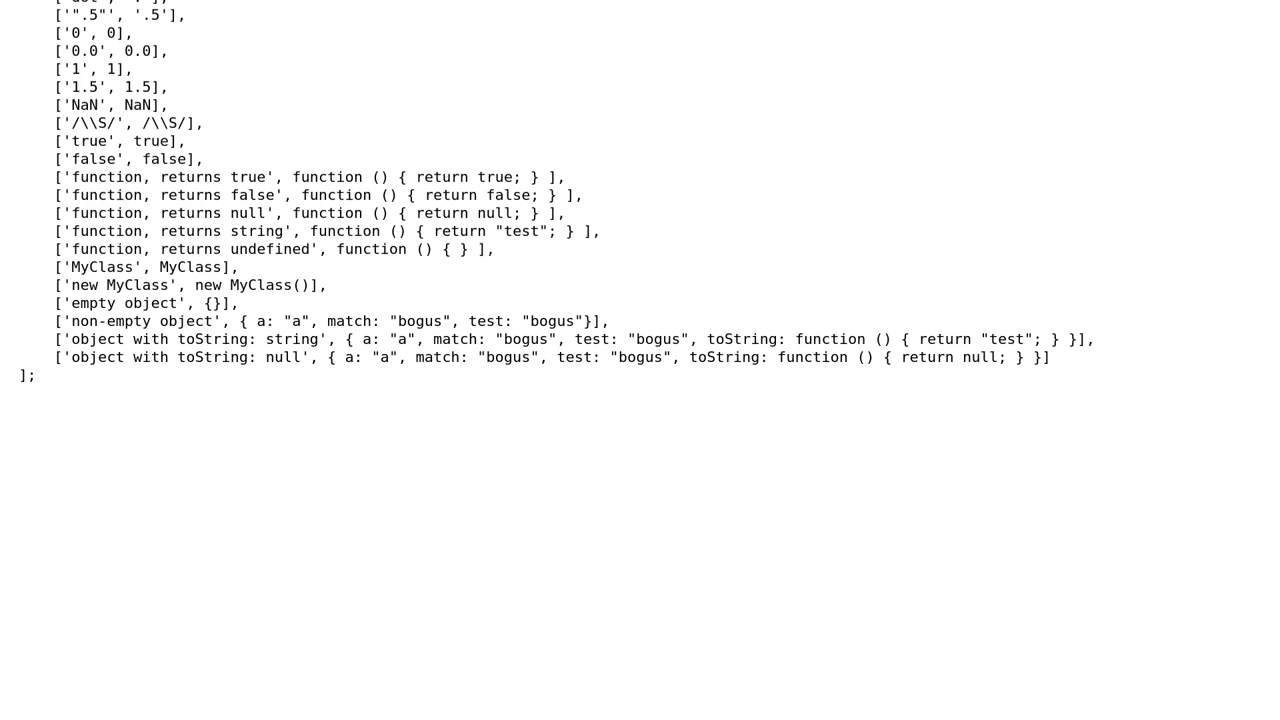 ['".5"', '.5'],
['0', 0],
['0.0', 0.0],
['1', 1],
['1.5', 1.5],
['NaN', NaN],
['/\\S/', /\\S/],
['true', true],
['false', false],
['function, returns true', function () { return true; } ],
['function, returns false', function () { return false; } ],
['function, returns null', function () { return null; } ],
['function, returns string', function () { return "test"; } ],
['function, returns undefined', function () { } ],
['MyClass', MyClass],
['new MyClass', new MyClass()],
['empty object', {}],
['non-empty object', { a: "a", match: "bogus", test: "bogus"}],
['object with toString: string', { a: "a", match: "bogus", test: "bogus", toString: function () { return "test"; } }],
['object with toString: null', { a: "a", match: "bogus", test: "bogus", toString: function () { return null; } }]
];